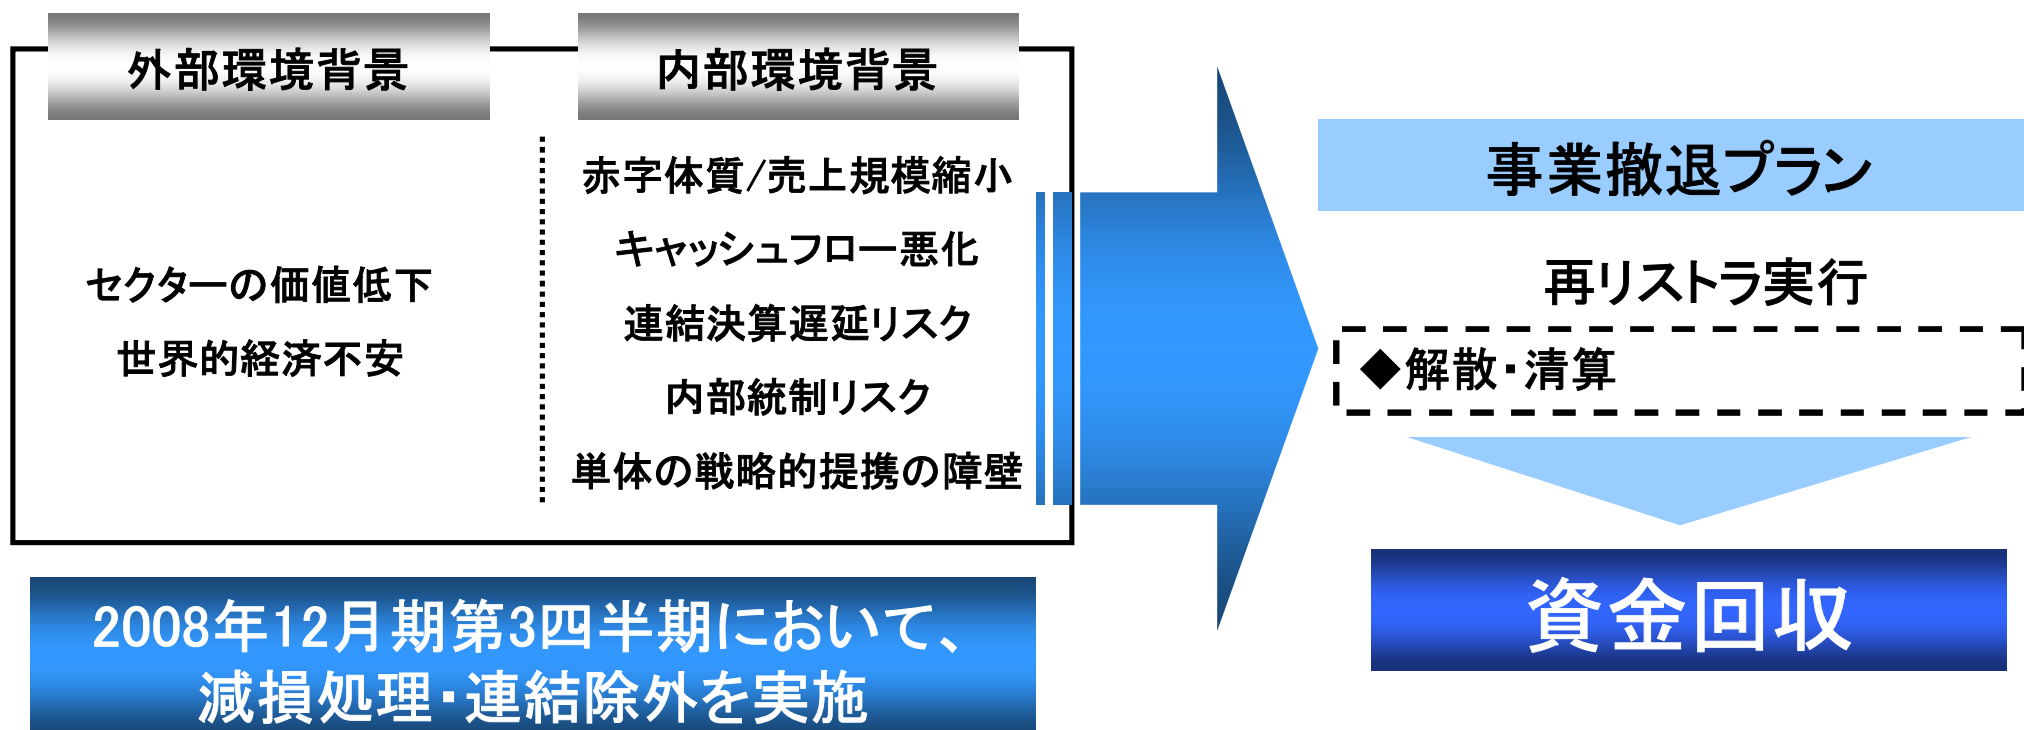 外部環境背景
セクターの価値低下
世界的経済不安
内部環境背景
赤字体質/売上規模縮小
キャッシュフロー悪化
連結決算遅延リスク
内部統制リスク
単体の戦略的提携の障壁
2008年12月期第3四半期において、
減損処理・連結除外を実施
事業撤退プラン
再リストラ実行
◆解散・清算
資金回収